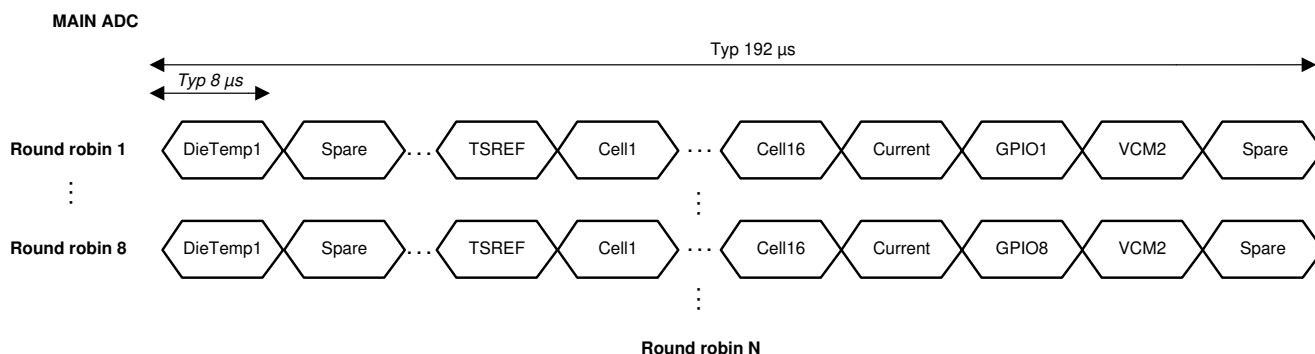 MAIN ADC
Typ 192 µs
Typ 8 µs
Round robin 1 DieTemp1 Spare ... TSREF Cell1 ... Cell16 Current GPIO1 VCM2 Spare
Round robin 8 DieTemp1 Spare ... TSREF Cell1 ... Cell16 Current GPIO8 VCM2 Spare
Round robin N